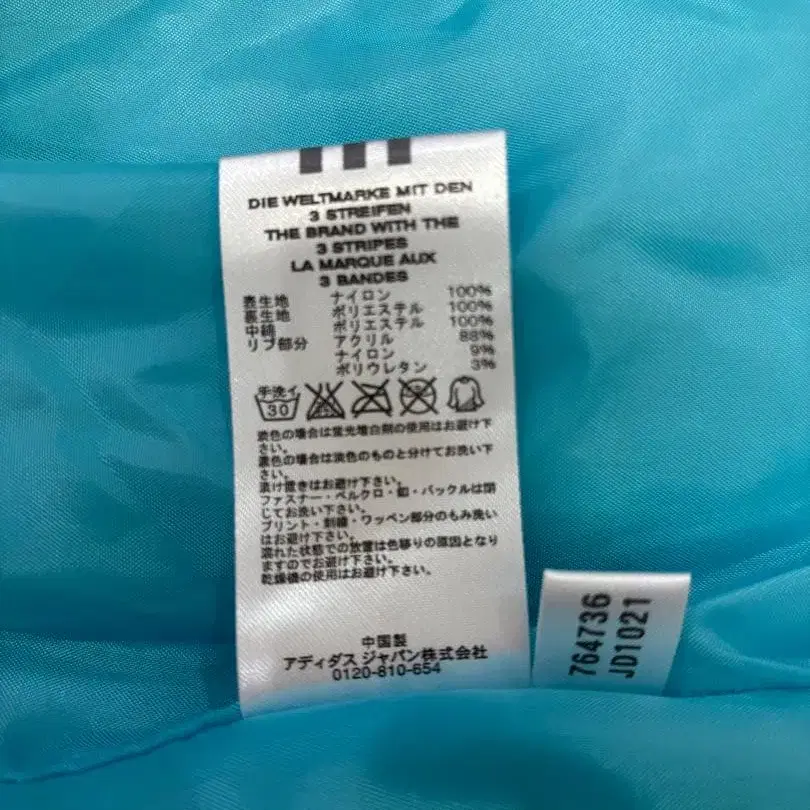 DIE WELTMARKE MIT DEN
3 STREIFEN
THE BRAND WITH THE
3 STRIPES
LA MARQUE AUX
3 BANDES
表生地 ナイロン 100%
裏生地 ポリエステル 100%
中綿 ポリエステル 100%
リブ部分 アクリル 88%
ナイロン 9%
ポリウレタン 3%
手洗イ
30
淡色の場合は蛍光増白剤の使用はお避け下
さい。
濃色の場合は淡色のものと分けてお洗い下
さい。
漬け置きはお避け下さい。
ファスナー・ベルクロ・釦・バックルは閉
じてお洗い下さい。
プリント・刺繍・ワッペン部分のもみ洗い
はお避け下さい。
濡れた状態での放置は色移りの原因となり
ますのでお避け下さい。
乾燥機の使用はお避け下さい。
中国製
アディダス ジャパン株式会社
0120-810-654
764736
JD1021